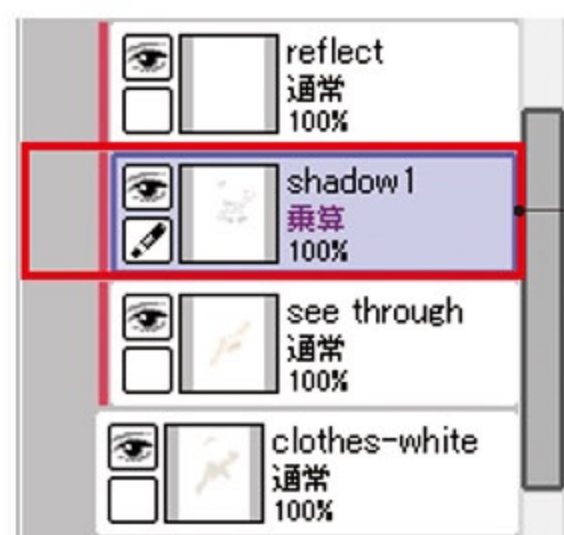 reflect
通常
100%
shadow1
乗算
100%
see through
通常
100%
clothes-white
通常
100%